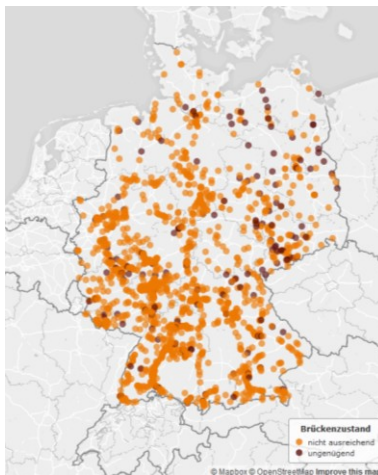 Brückenzustand
nicht ausreichend
ungenügend
© Mapbox © OpenStreetMap Improve this map